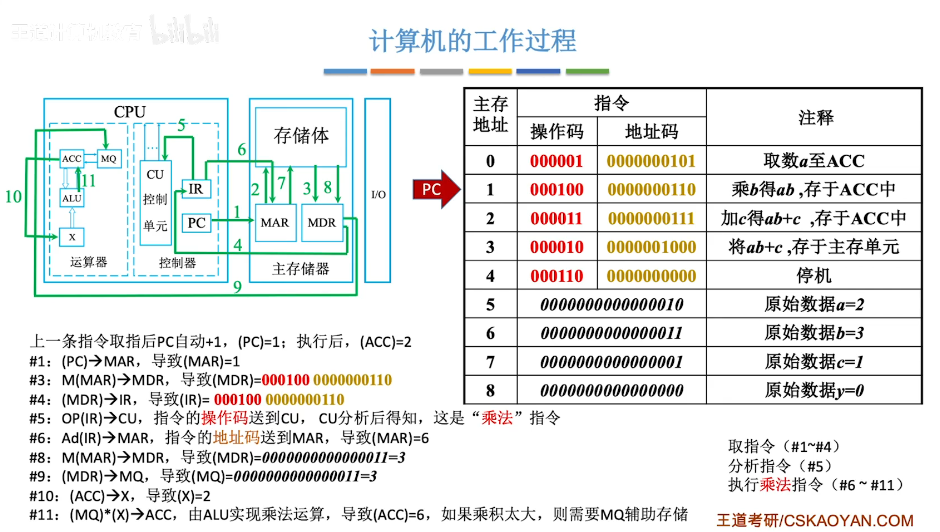 bilibili
计算机的工作过程
CPU
ACC
MQ
ALU
X
运算器
...
CU
控制
单元
IR
PC
控制器
存储体
MAR
MDR
主存储器
I/O
1
2
3
4
5
6
7
8
9
10
11
PC
主存地址 指令 注释
操作码 地址码
0 000001 0000000101 取数a至ACC
1 000100 0000000110 乘b得ab ,存于ACC中
2 000011 0000000111 加c得ab+c ,存于ACC中
3 000010 0000001000 将ab+c ,存于主存单元
4 000110 0000000000 停机
5 0000000000000010 原始数据a=2
6 0000000000000011 原始数据b=3
7 0000000000000001 原始数据c=1
8 0000000000000000 原始数据y=0
上一条指令取指后PC自动+1，(PC)=1；执行后，(ACC)=2
#1：(PC)→MAR，导致(MAR)=1
#3：M(MAR)→MDR，导致(MDR)=000100 0000000110
#4：(MDR)→IR，导致(IR)= 000100 0000000110
#5：OP(IR)→CU，指令的操作码送到CU， CU分析后得知，这是“乘法”指令
#6：Ad(IR)→MAR，指令的地址码送到MAR，导致(MAR)=6
#8：M(MAR)→MDR，导致(MDR)=0000000000000011=3
#9：(MDR)→MQ，导致(MQ)=0000000000000011=3
#10：(ACC)→X，导致(X)=2
#11：(MQ)*(X)→ACC，由ALU实现乘法运算，导致(ACC)=6，如果乘积太大，则需要MQ辅助存储
取指令（#1~#4）
分析指令（#5）
执行乘法指令（#6 ~ #11）
王道考研/CSKAOYAN.COM